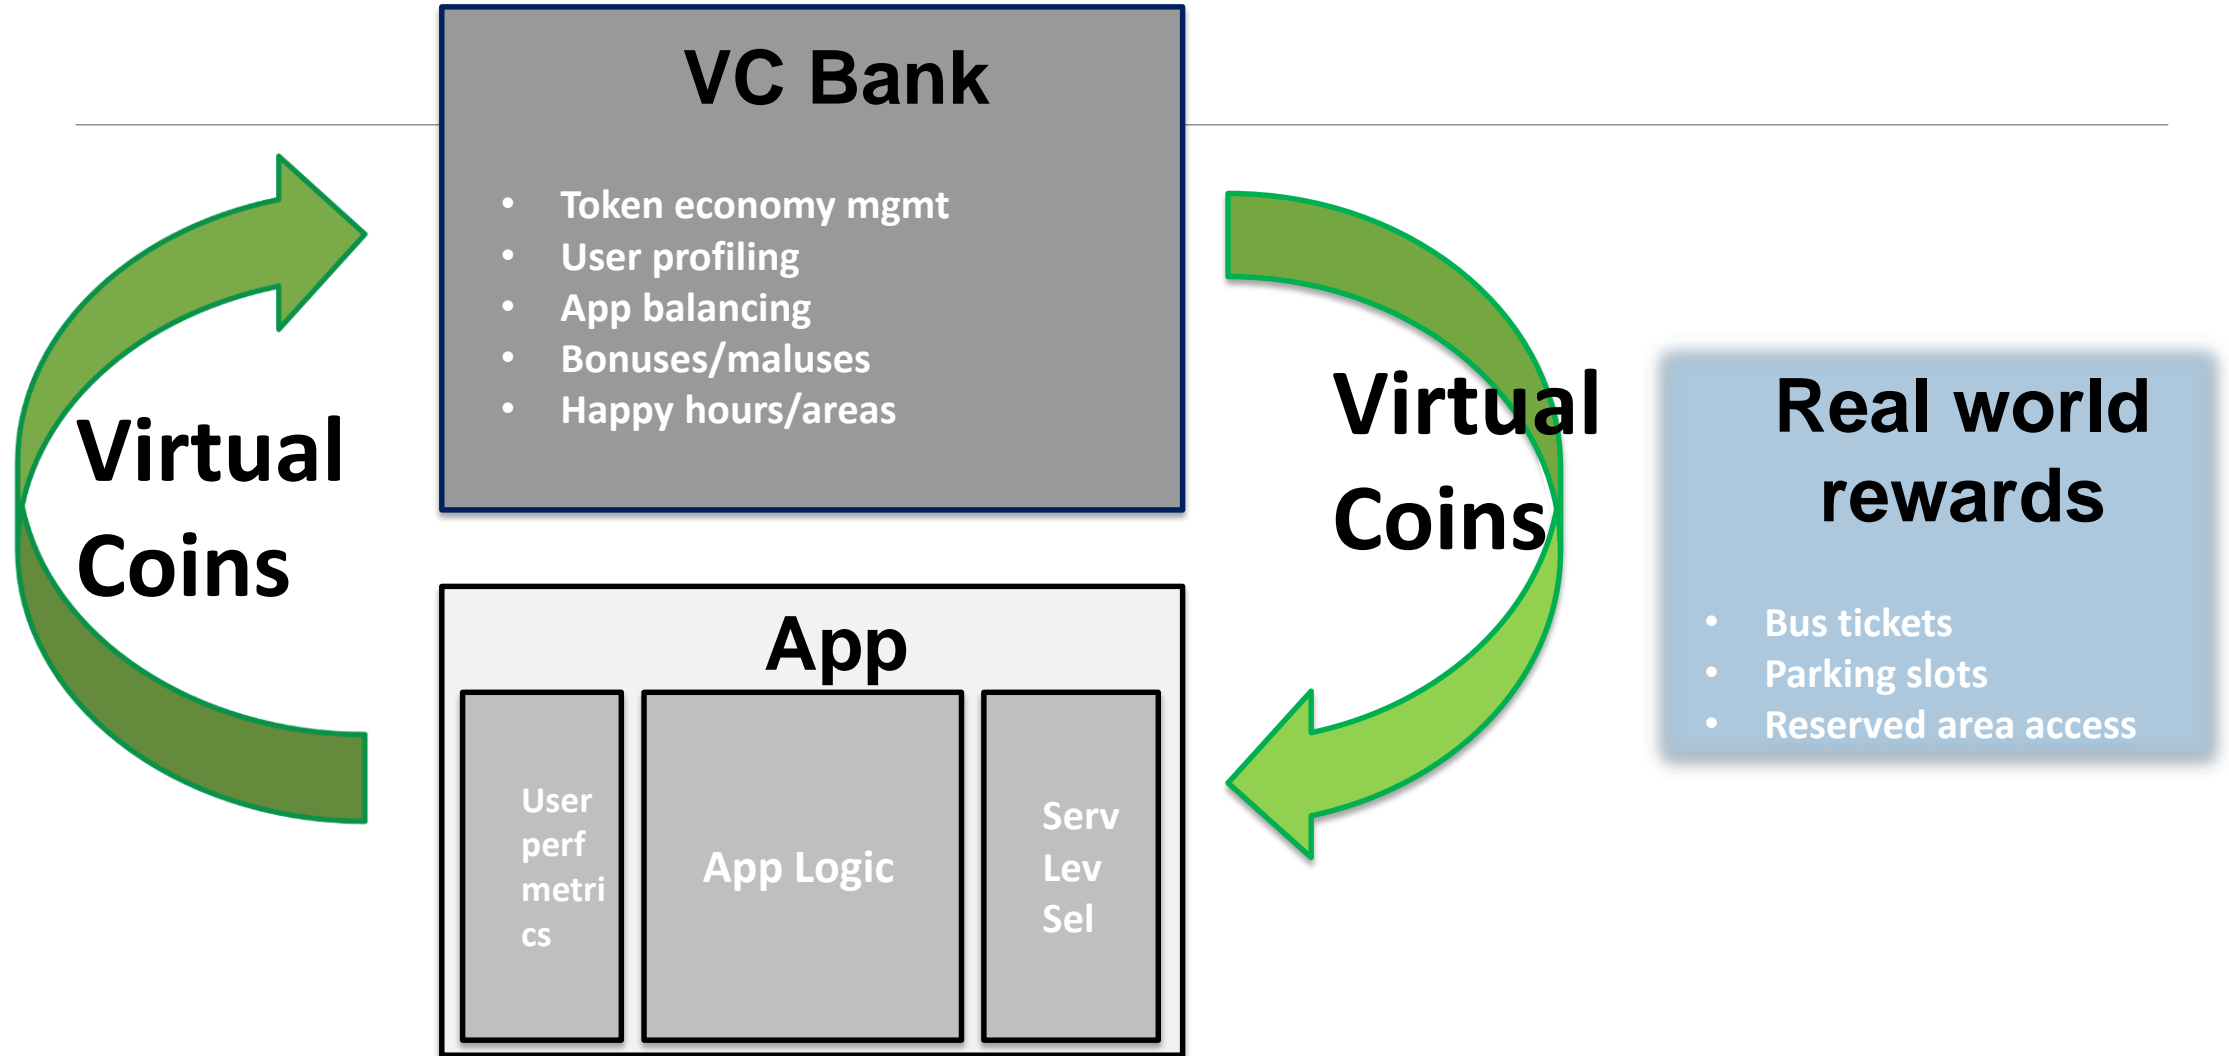 VC Bank
• Token economy mgmt
• User profiling
• App balancing
• Bonuses/maluses
• Happy hours/areas
Virtual
Coins
Virtual
Coins
Real world
rewards
• Bus tickets
• Parking slots
• Reserved area access
App
User
perf
metri
cs
App Logic
Serv
Lev
Sel